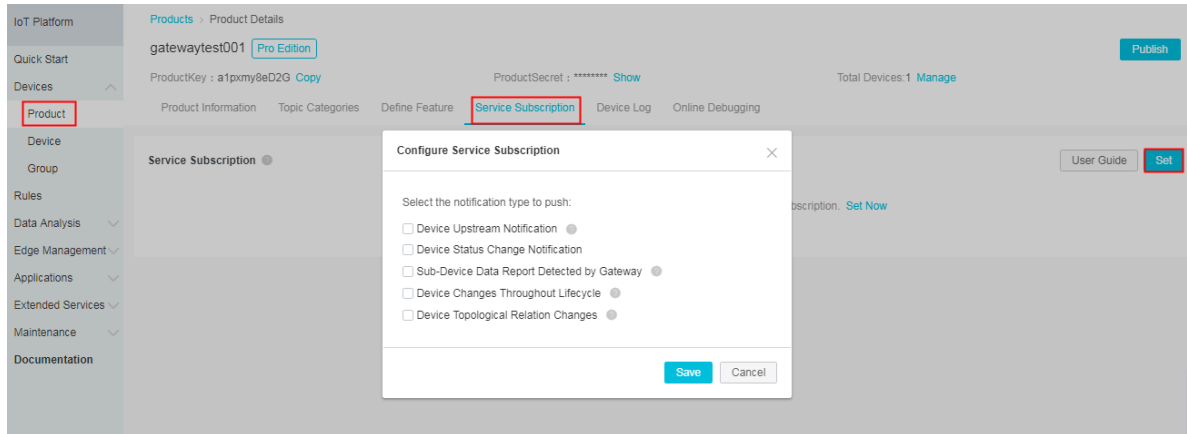 IoT Platform
Products > Product Details
gatewaytest001 Pro Edition
Publish
Quick Start
ProductKey : a1pxmy8eD2G Copy
ProductSecret : ******** Show
Total Devices:1 Manage
Devices
Product Information Topic Categories Define Feature Service Subscription Device Log Online Debugging
Product
Device
Group
Rules
Data Analysis
Edge Management
Applications
Extended Services
Maintenance
Documentation
Service Subscription
User Guide Set
bscription. Set Now
Configure Service Subscription
Select the notification type to push:
Device Upstream Notification
Device Status Change Notification
Sub-Device Data Report Detected by Gateway
Device Changes Throughout Lifecycle
Device Topological Relation Changes
Save Cancel